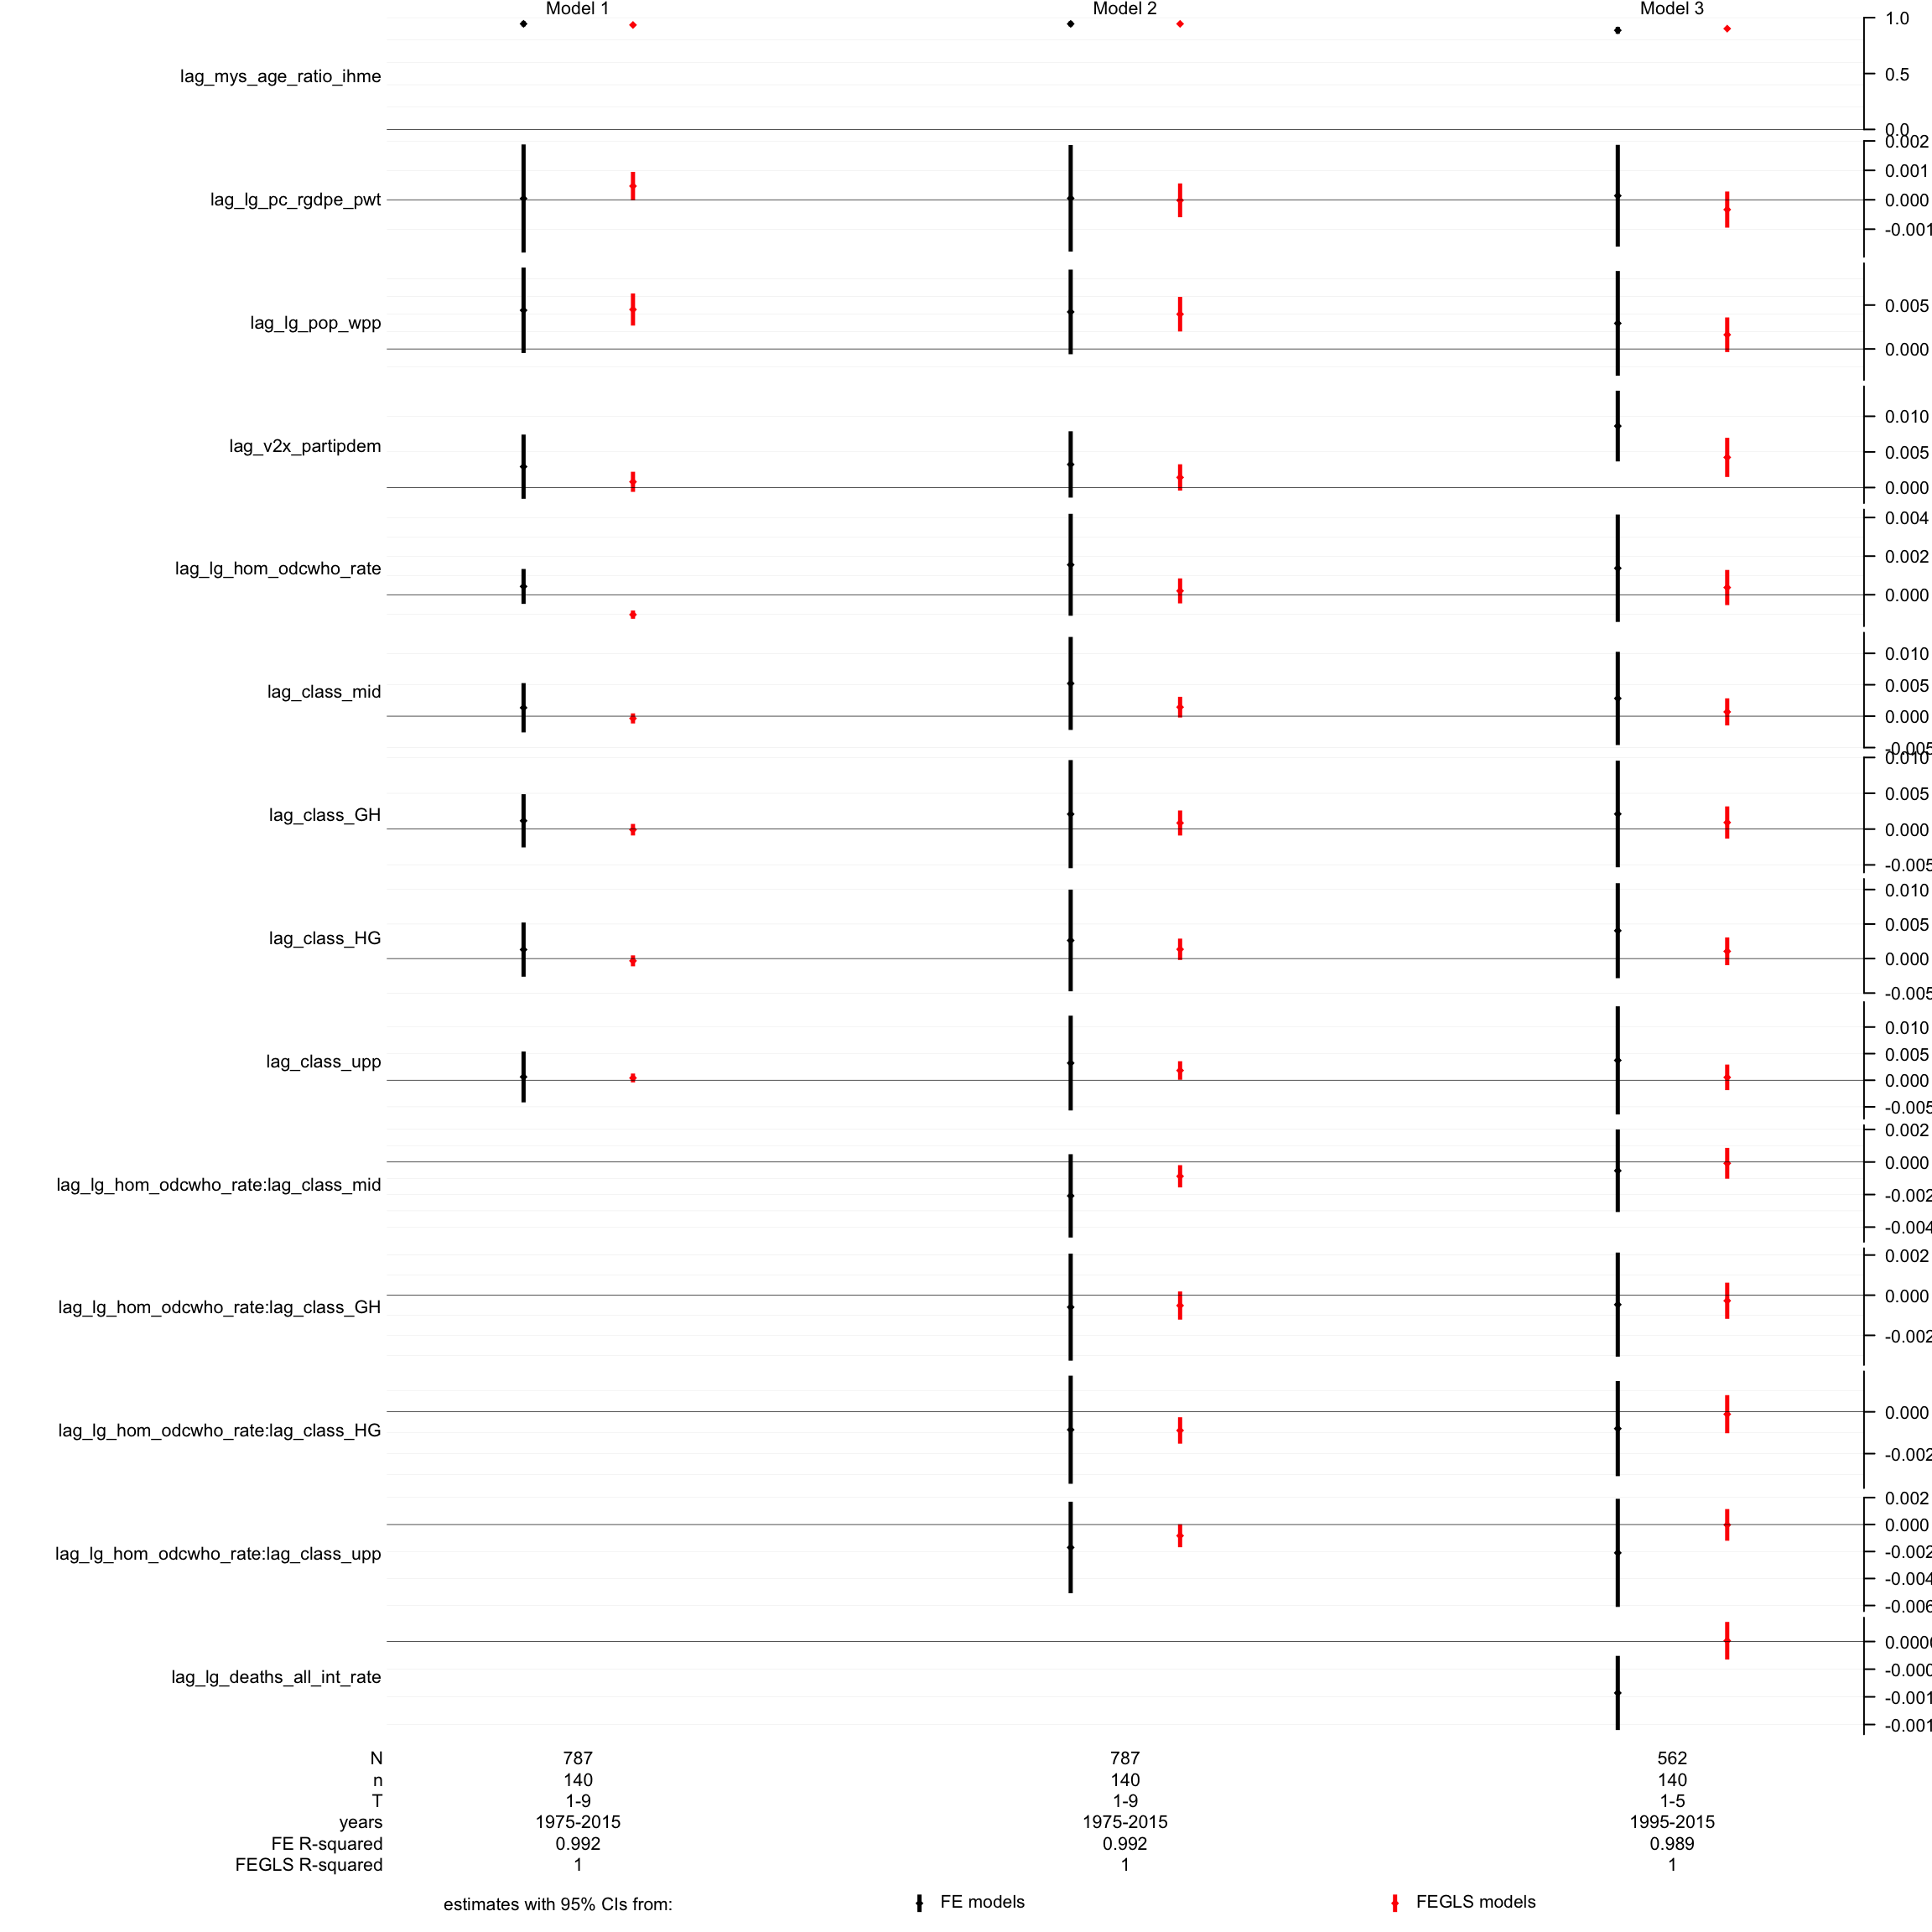 Model 1 Model 2 Model 3
1.0
lag_mys_age_ratio_ihme
0.5
0.0
0.002
0.001
lag_lg_pc_rgdpe_pwt
0.000
-0.001
0.005
lag_lg_pop_wpp
0.000
0.010
lag_v2x_partipdem
0.005
0.000
0.004
0.002
lag_lg_hom_odcwho_rate
0.000
0.010
0.005
lag_class_mid
0.000
-0.005
0.010
0.005
lag_class_GH
0.000
-0.005
0.010
0.005
lag_class_HG
0.000
-0.005
0.010
0.005
lag_class_upp
0.000
-0.005
0.002
0.000
lag_lg_hom_odcwho_rate:lag_class_mid
-0.002
-0.004
0.002
0.000
lag_lg_hom_odcwho_rate:lag_class_GH
-0.002
0.000
lag_lg_hom_odcwho_rate:lag_class_HG
-0.002
0.002
0.000
-0.002
lag_lg_hom_odcwho_rate:lag_class_upp
-0.004
-0.006
0.000
-0.000
lag_lg_deaths_all_int_rate
-0.001
-0.001
N 787 787 562
n 140 140 140
T 1-9 1-9 1-5
years 1975-2015 1975-2015 1995-2015
FE R-squared 0.992 0.992 0.989
FEGLS R-squared 1 1 1
estimates with 95% CIs from: FE models FEGLS models